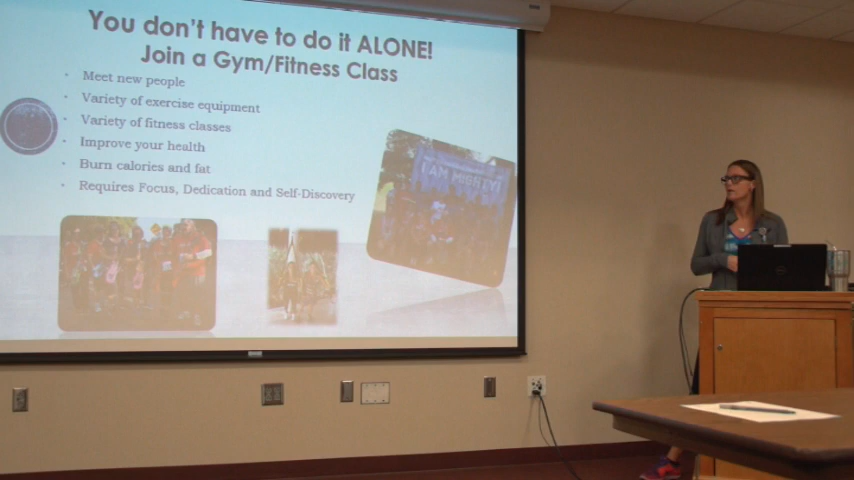 You don't have to do it ALONE!
Join a Gym/Fitness Class
• Meet new people
• Variety of exercise equipment
• Variety of fitness classes
• Improve your health
• Burn calories and fat
• Requires Focus, Dedication and Self-Discovery
I AM MIGHTY!